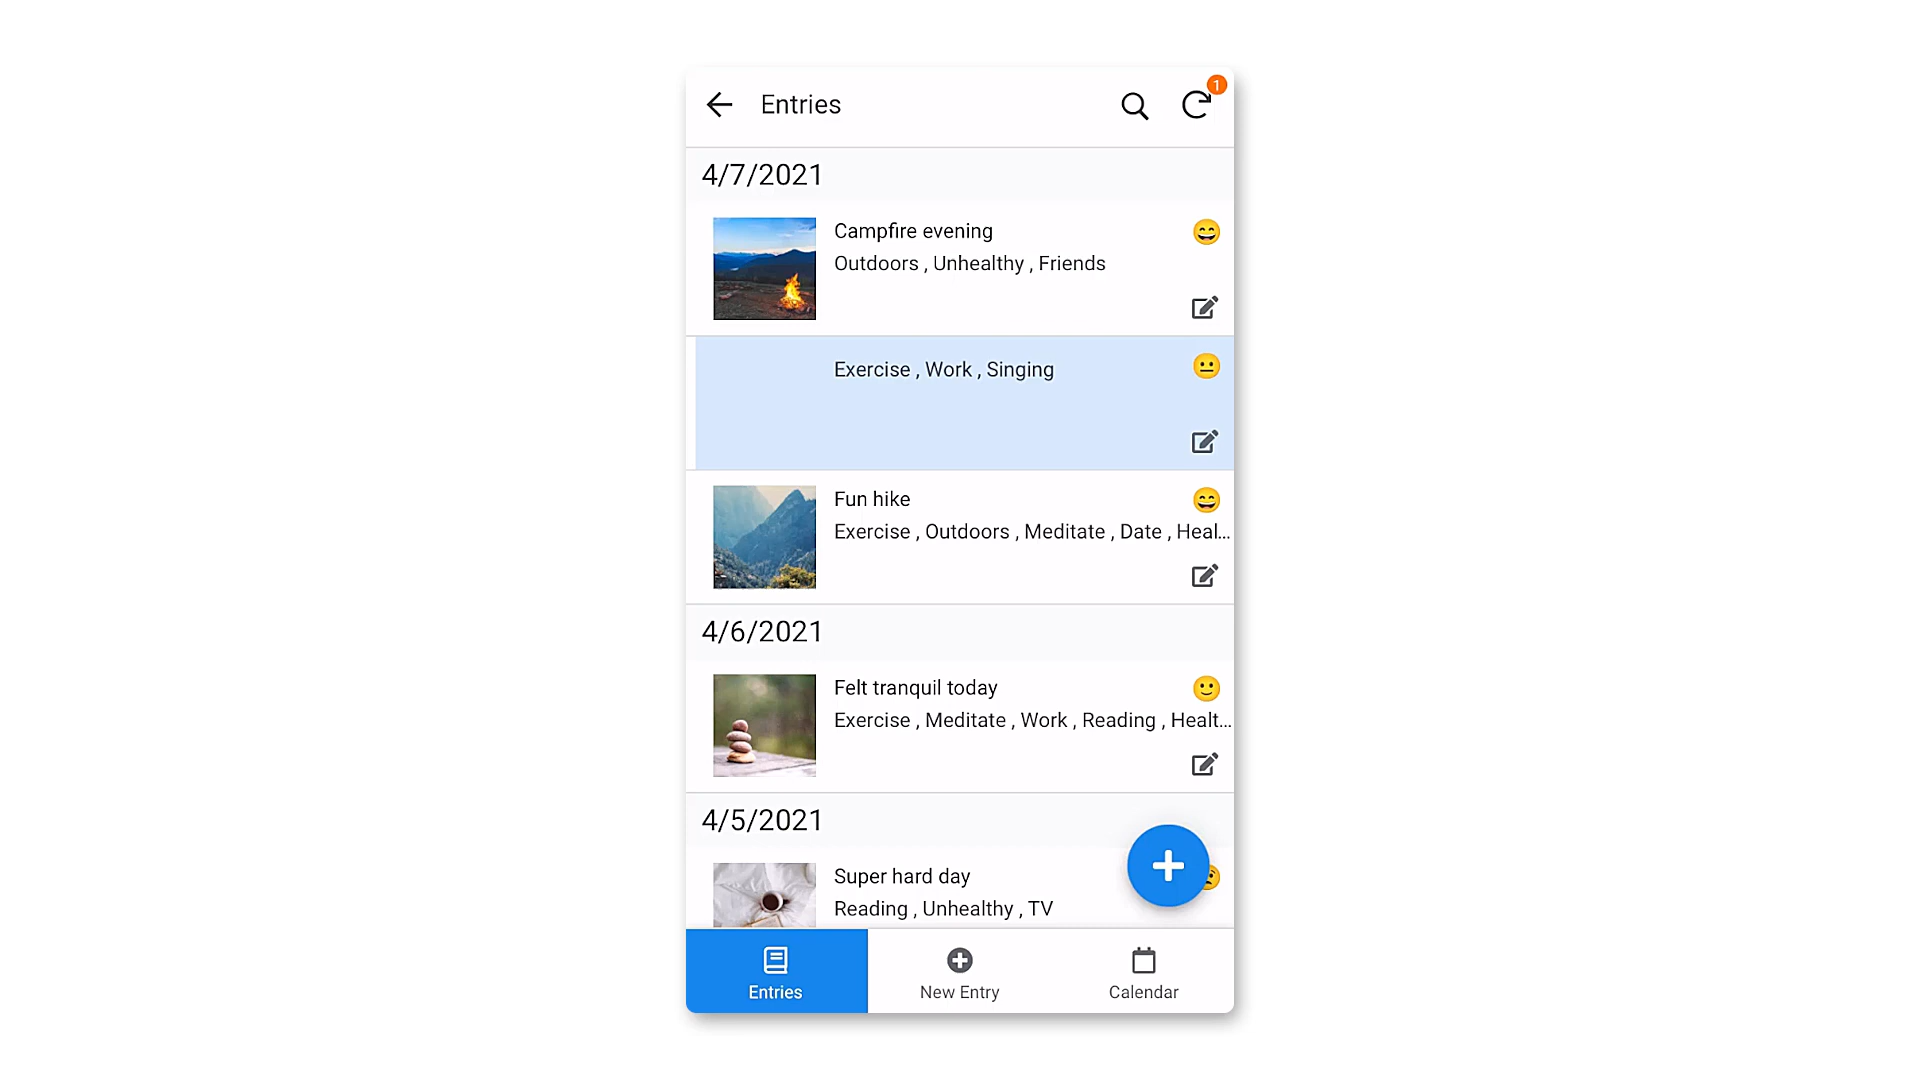 Entries
1
4/7/2021
Campfire evening
Outdoors , Unhealthy , Friends
Exercise , Work , Singing
Fun hike
Exercise , Outdoors , Meditate , Date , Heal...
4/6/2021
Felt tranquil today
Exercise , Meditate , Work , Reading , Healt...
4/5/2021
Super hard day
Reading , Unhealthy , TV
Entries
New Entry
Calendar